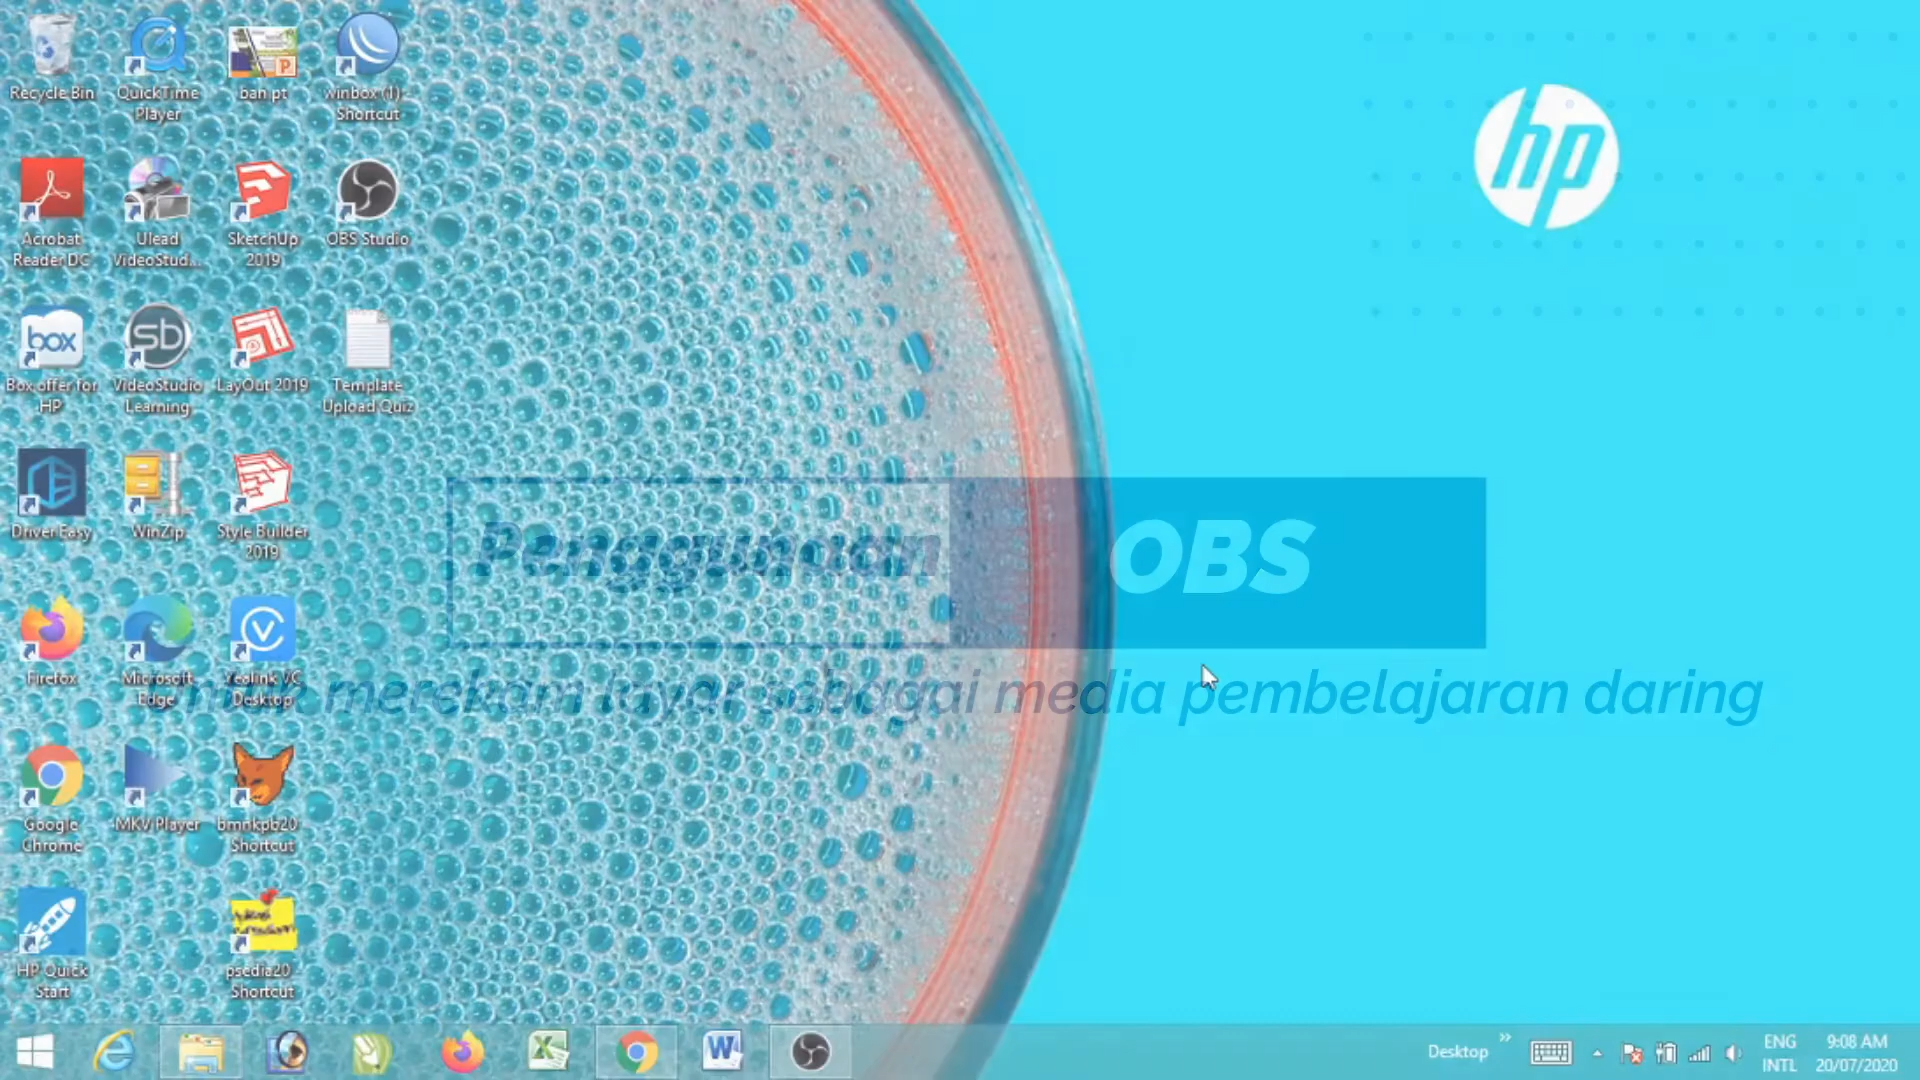 Recycle Bin
QuickTime
Player
ban pt
winbox (1) -
Shortcut
hp
Acrobat
Reader DC
Ulead
VideoStud...
SketchUp
2019
OBS Studio
box
Box offer for
HP
sb
VideoStudio
Learning
LayOut 2019
Template
Upload Quiz
DriverEasy
WinZip
Style Builder
2019
Penggunaan
OBS
merekam layar sebagai media pembelajaran daring
Firefox
Microsoft
Edge
Yealink VC
Desktop
Google
Chrome
MKV Player
bmnkpb20 -
Shortcut
HP Quick
Start
psedia20 -
Shortcut
Desktop
ENG
INTL
9:08 AM
20/07/2020